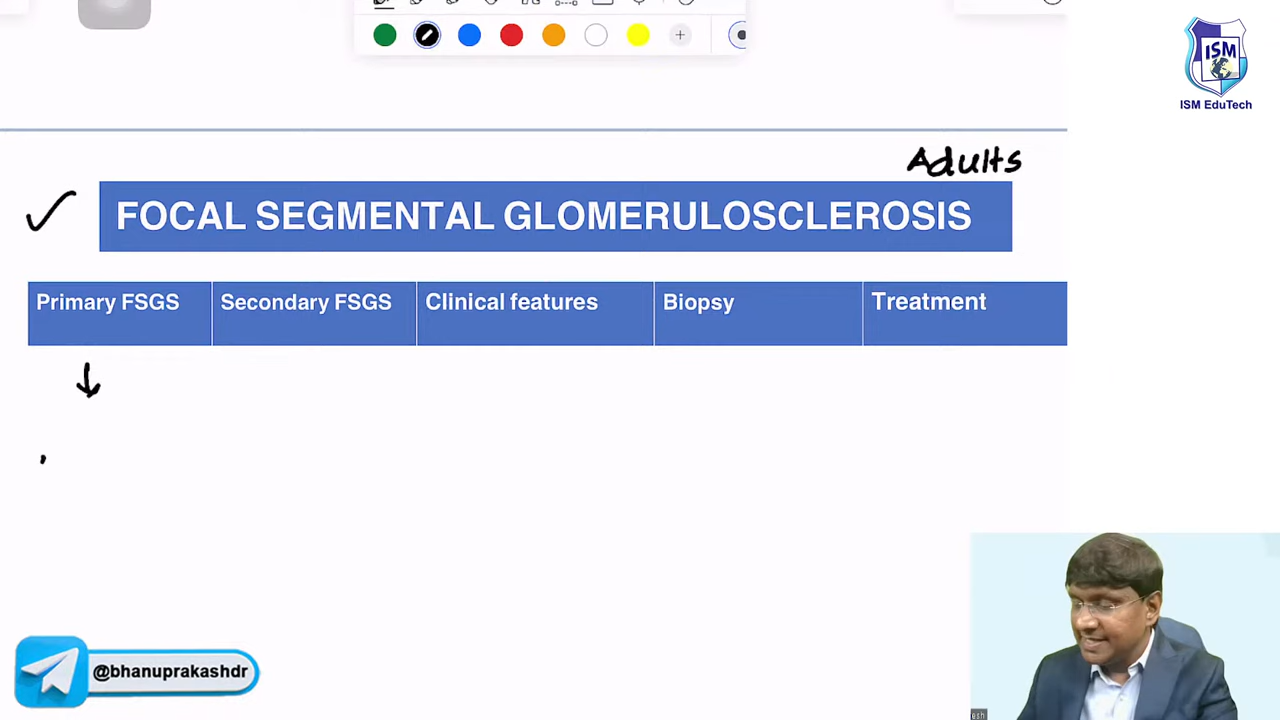 ISM
ISM EduTech
Adults
FOCAL SEGMENTAL GLOMERULOSCLEROSIS
Primary FSGS Secondary FSGS Clinical features Biopsy Treatment
@bhanuprakashdr